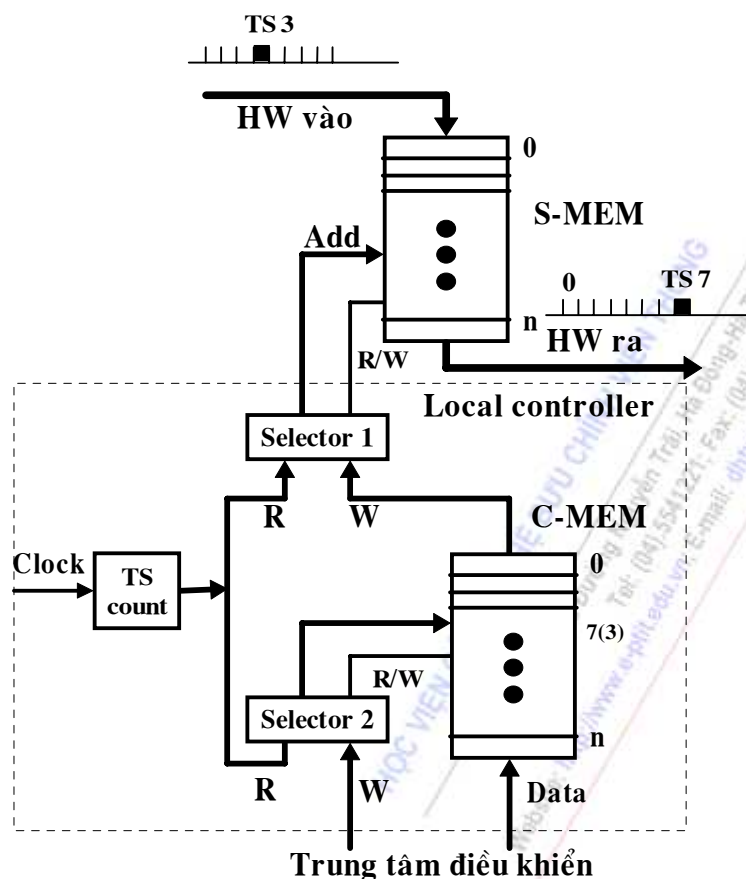 TS 3
HW vào
0
S-MEM
Add
0
TS 7
n
HW ra
R/W
Local controller
Selector 1
R
W
C-MEM
Clock
TS
count
0
7(3)
R/W
Selector 2
n
R
W
Data
Trung tâm điều khiển